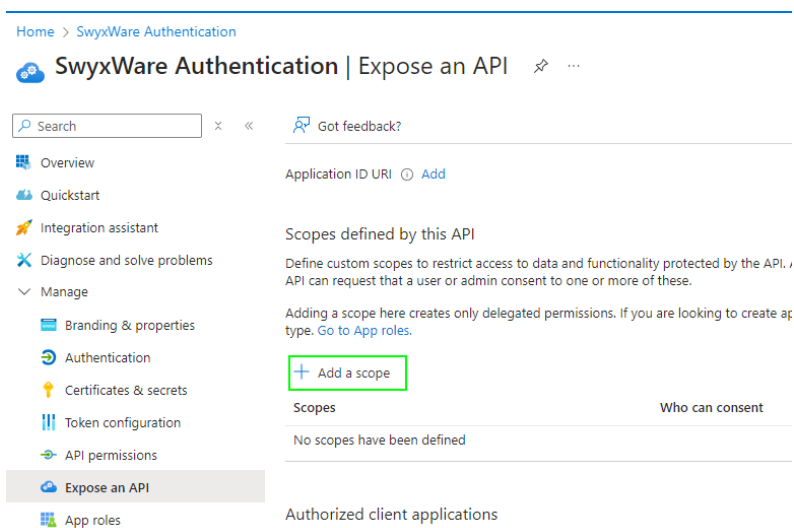 Home > SwyxWare Authentication
SwyxWare Authentication | Expose an API
Search
Got feedback?
Overview
Application ID URI Add
Quickstart
Integration assistant
Scopes defined by this API
Diagnose and solve problems
Define custom scopes to restrict access to data and functionality protected by the API. A
API can request that a user or admin consent to one or more of these.
Manage
Adding a scope here creates only delegated permissions. If you are looking to create ap
type. Go to App roles.
Branding & properties
Authentication
Add a scope
Certificates & secrets
Scopes Who can consent
Token configuration
No scopes have been defined
API permissions
Expose an API
Authorized client applications
App roles